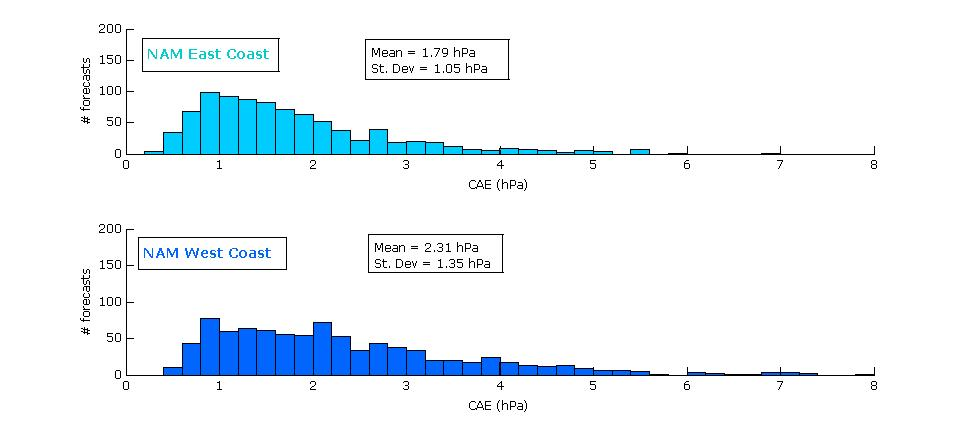 200
150
100
50
0
# forecasts
NAM East Coast
Mean = 1.79 hPa
St. Dev = 1.05 hPa
0 1 2 3 4 5 6 7 8
CAE (hPa)
200
150
100
50
0
# forecasts
NAM West Coast
Mean = 2.31 hPa
St. Dev = 1.35 hPa
0 1 2 3 4 5 6 7 8
CAE (hPa)